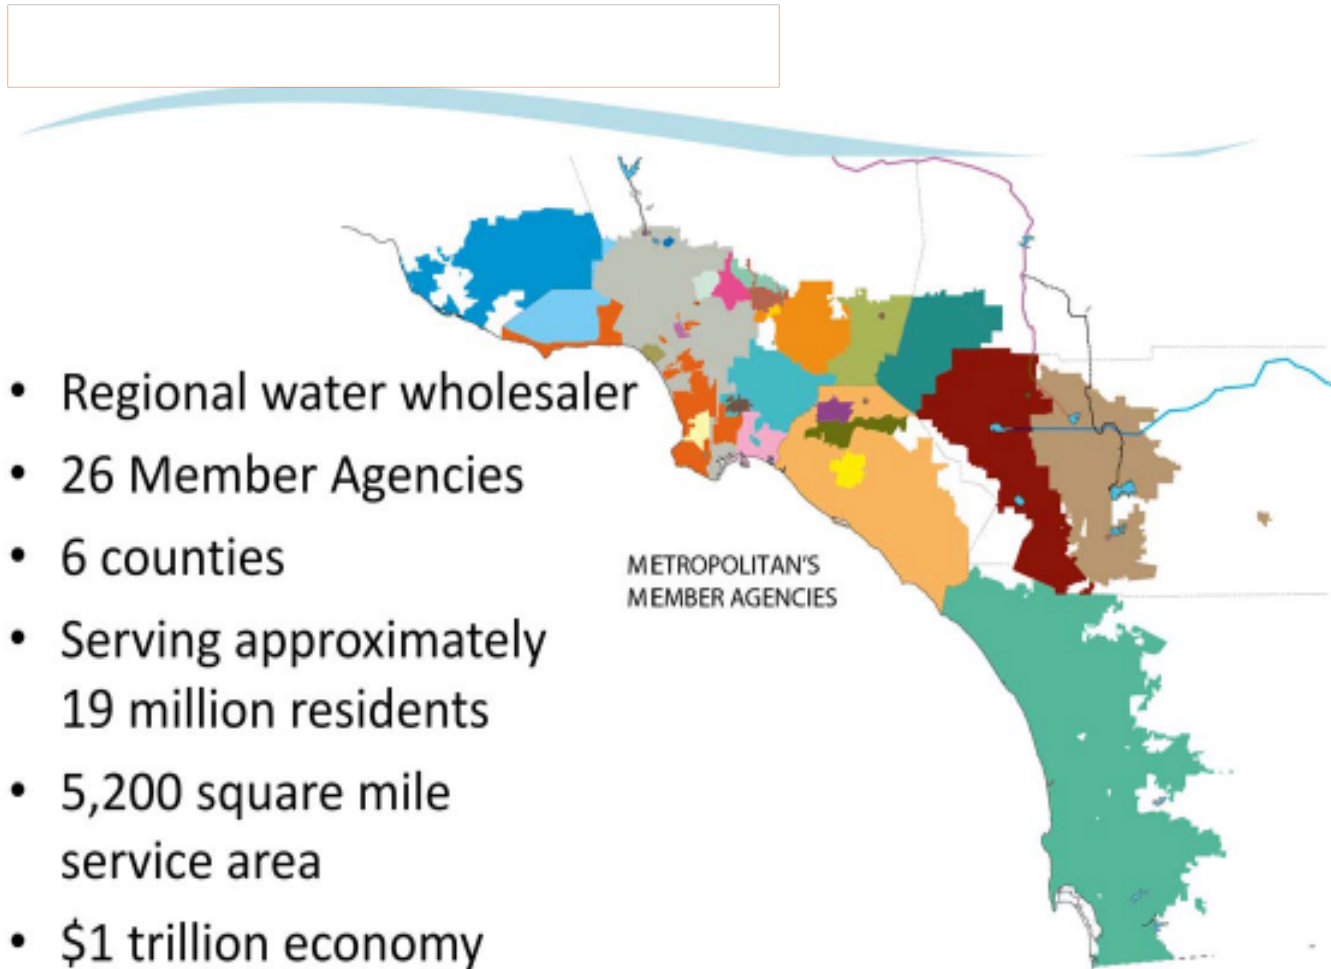 • Regional water wholesaler
• 26 Member Agencies
• 6 counties
• Serving approximately
19 million residents
• 5,200 square mile
service area
• $1 trillion economy
METROPOLITAN'S
MEMBER AGENCIES